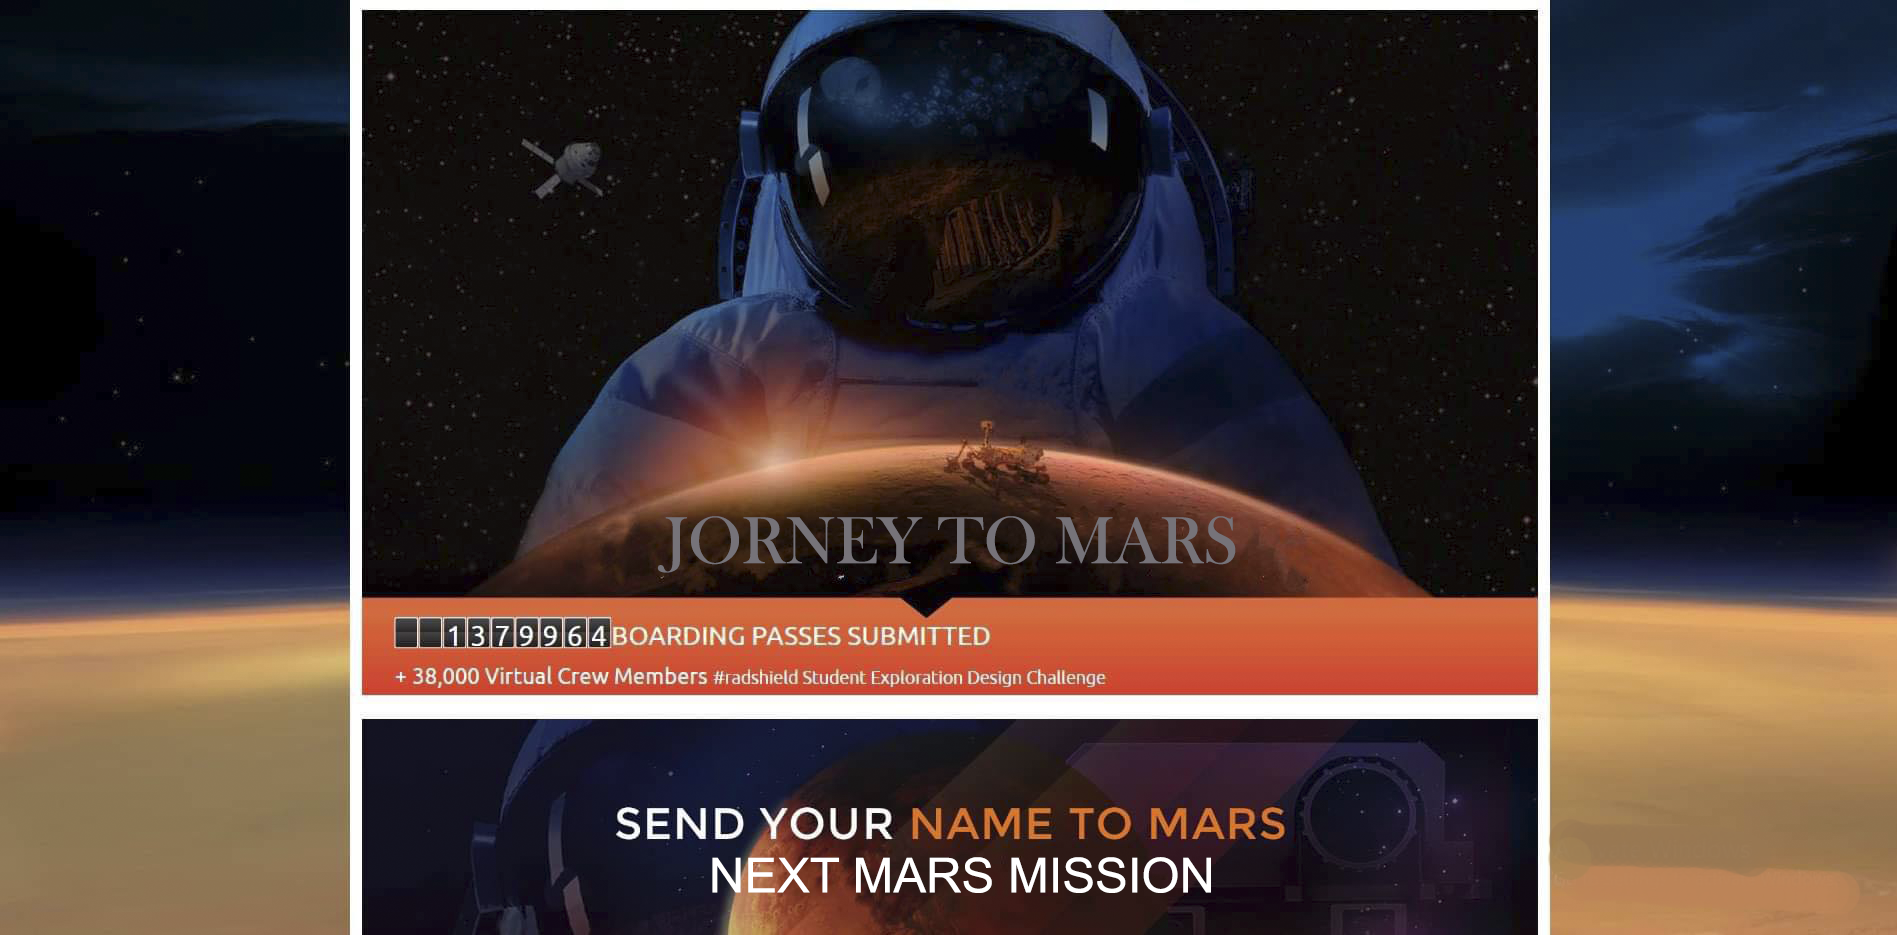 JORNEY TO MARS
1379964 BOARDING PASSES SUBMITTED
+ 38,000 Virtual Crew Members #radshield Student Exploration Design Challenge
SEND YOUR NAME TO MARS
NEXT MARS MISSION